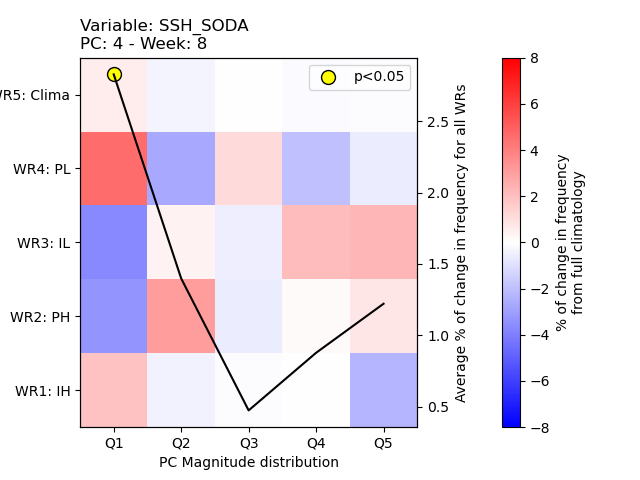 Variable: SSH_SODA
PC: 4 - Week: 8
p<0.05
WR5: Clima
WR4: PL
WR3: IL
WR2: PH
WR1: IH
Q1 Q2 Q3 Q4 Q5
PC Magnitude distribution
2.5
2.0
1.5
1.0
0.5
Average % of change in frequency for all WRs
8
6
4
2
0
−2
−4
−6
−8
% of change in frequency
from full climatology